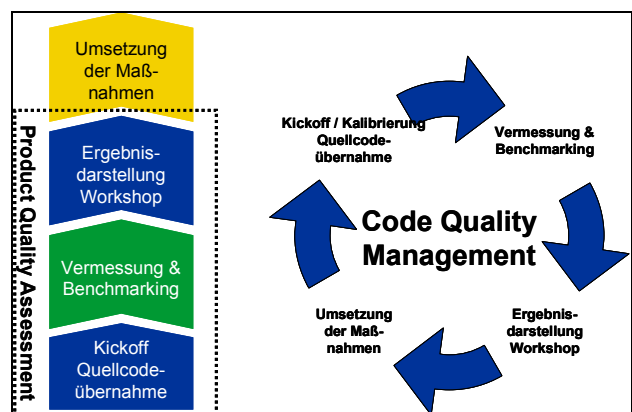 Umsetzung
der Maß-
nahmen
Ergebnis-
darstellung
Workshop
Vermessung &
Benchmarking
Kickoff
Quellcode-
übernahme
Product Quality Assessment
Kickoff / Kalibrierung
Quellcode-
übernahme
Vermessung &
Benchmarking
Code Quality
Management
Umsetzung
der Maß-
nahmen
Ergebnis-
darstellung
Workshop